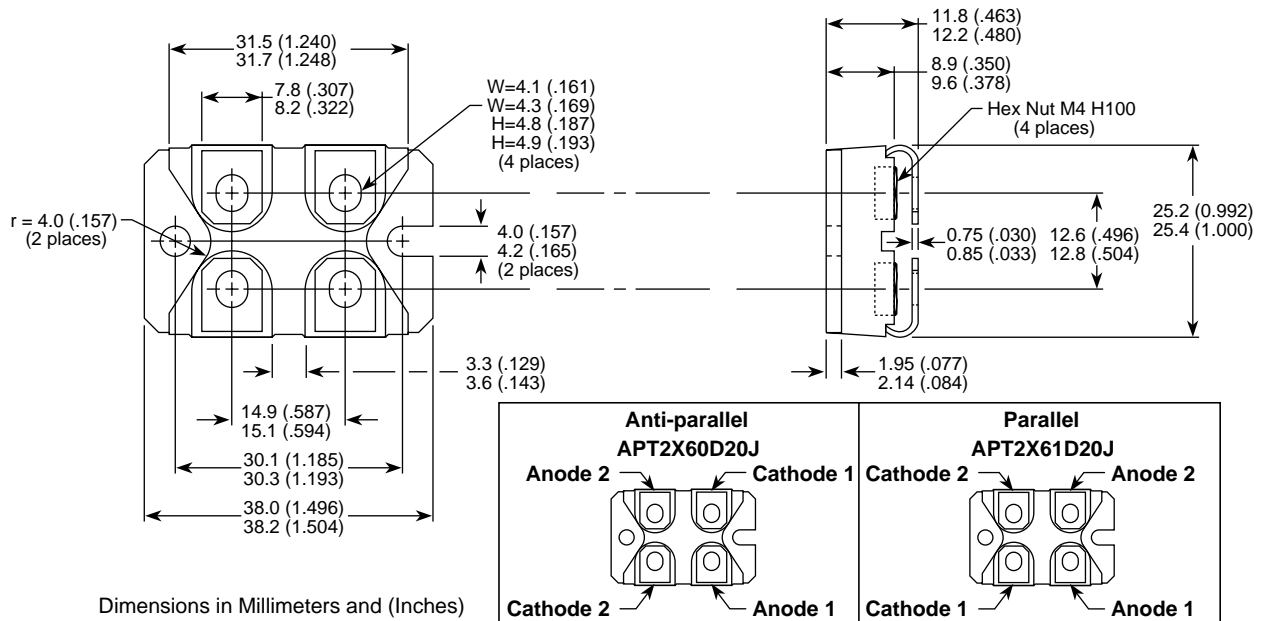 31.5 (1.240)
31.7 (1.248)
7.8 (.307)
8.2 (.322)
W=4.1 (.161)
W=4.3 (.169)
H=4.8 (.187)
H=4.9 (.193)
(4 places)
r = 4.0 (.157)
(2 places)
4.0 (.157)
4.2 (.165)
(2 places)
3.3 (.129)
3.6 (.143)
14.9 (.587)
15.1 (.594)
30.1 (1.185)
30.3 (1.193)
38.0 (1.496)
38.2 (1.504)
11.8 (.463)
12.2 (.480)
8.9 (.350)
9.6 (.378)
Hex Nut M4 H100
(4 places)
0.75 (.030)
0.85 (.033)
12.6 (.496)
12.8 (.504)
25.2 (0.992)
25.4 (1.000)
1.95 (.077)
2.14 (.084)
Anti-parallel
APT2X60D20J
Anode 2
Cathode 1
Cathode 2
Anode 1
Parallel
APT2X61D20J
Cathode 2
Anode 2
Cathode 1
Anode 1
Dimensions in Millimeters and (Inches)